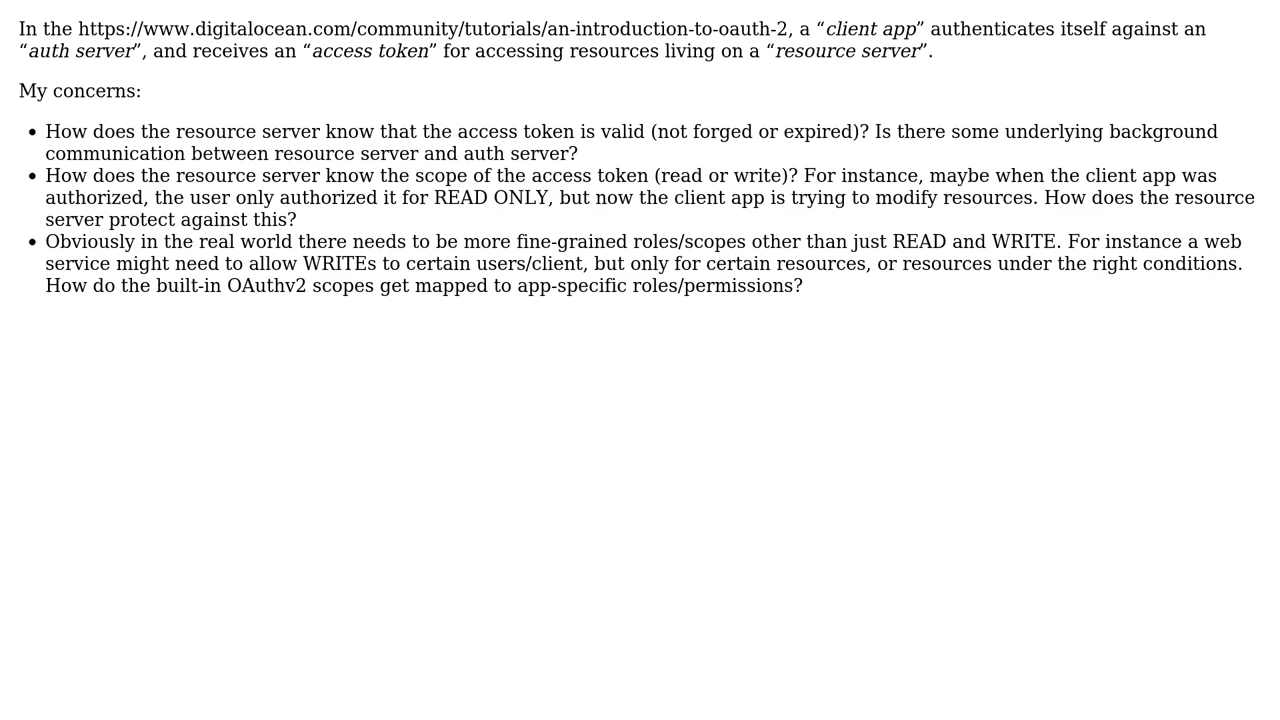 In the https://www.digitalocean.com/community/tutorials/an-introduction-to-oauth-2, a “client app” authenticates itself against an
“auth server”, and receives an “access token” for accessing resources living on a “resource server”.
My concerns:
• How does the resource server know that the access token is valid (not forged or expired)? Is there some underlying background
communication between resource server and auth server?
• How does the resource server know the scope of the access token (read or write)? For instance, maybe when the client app was
authorized, the user only authorized it for READ ONLY, but now the client app is trying to modify resources. How does the resource
server protect against this?
• Obviously in the real world there needs to be more fine-grained roles/scopes other than just READ and WRITE. For instance a web
service might need to allow WRITEs to certain users/client, but only for certain resources, or resources under the right conditions.
How do the built-in OAuthv2 scopes get mapped to app-specific roles/permissions?